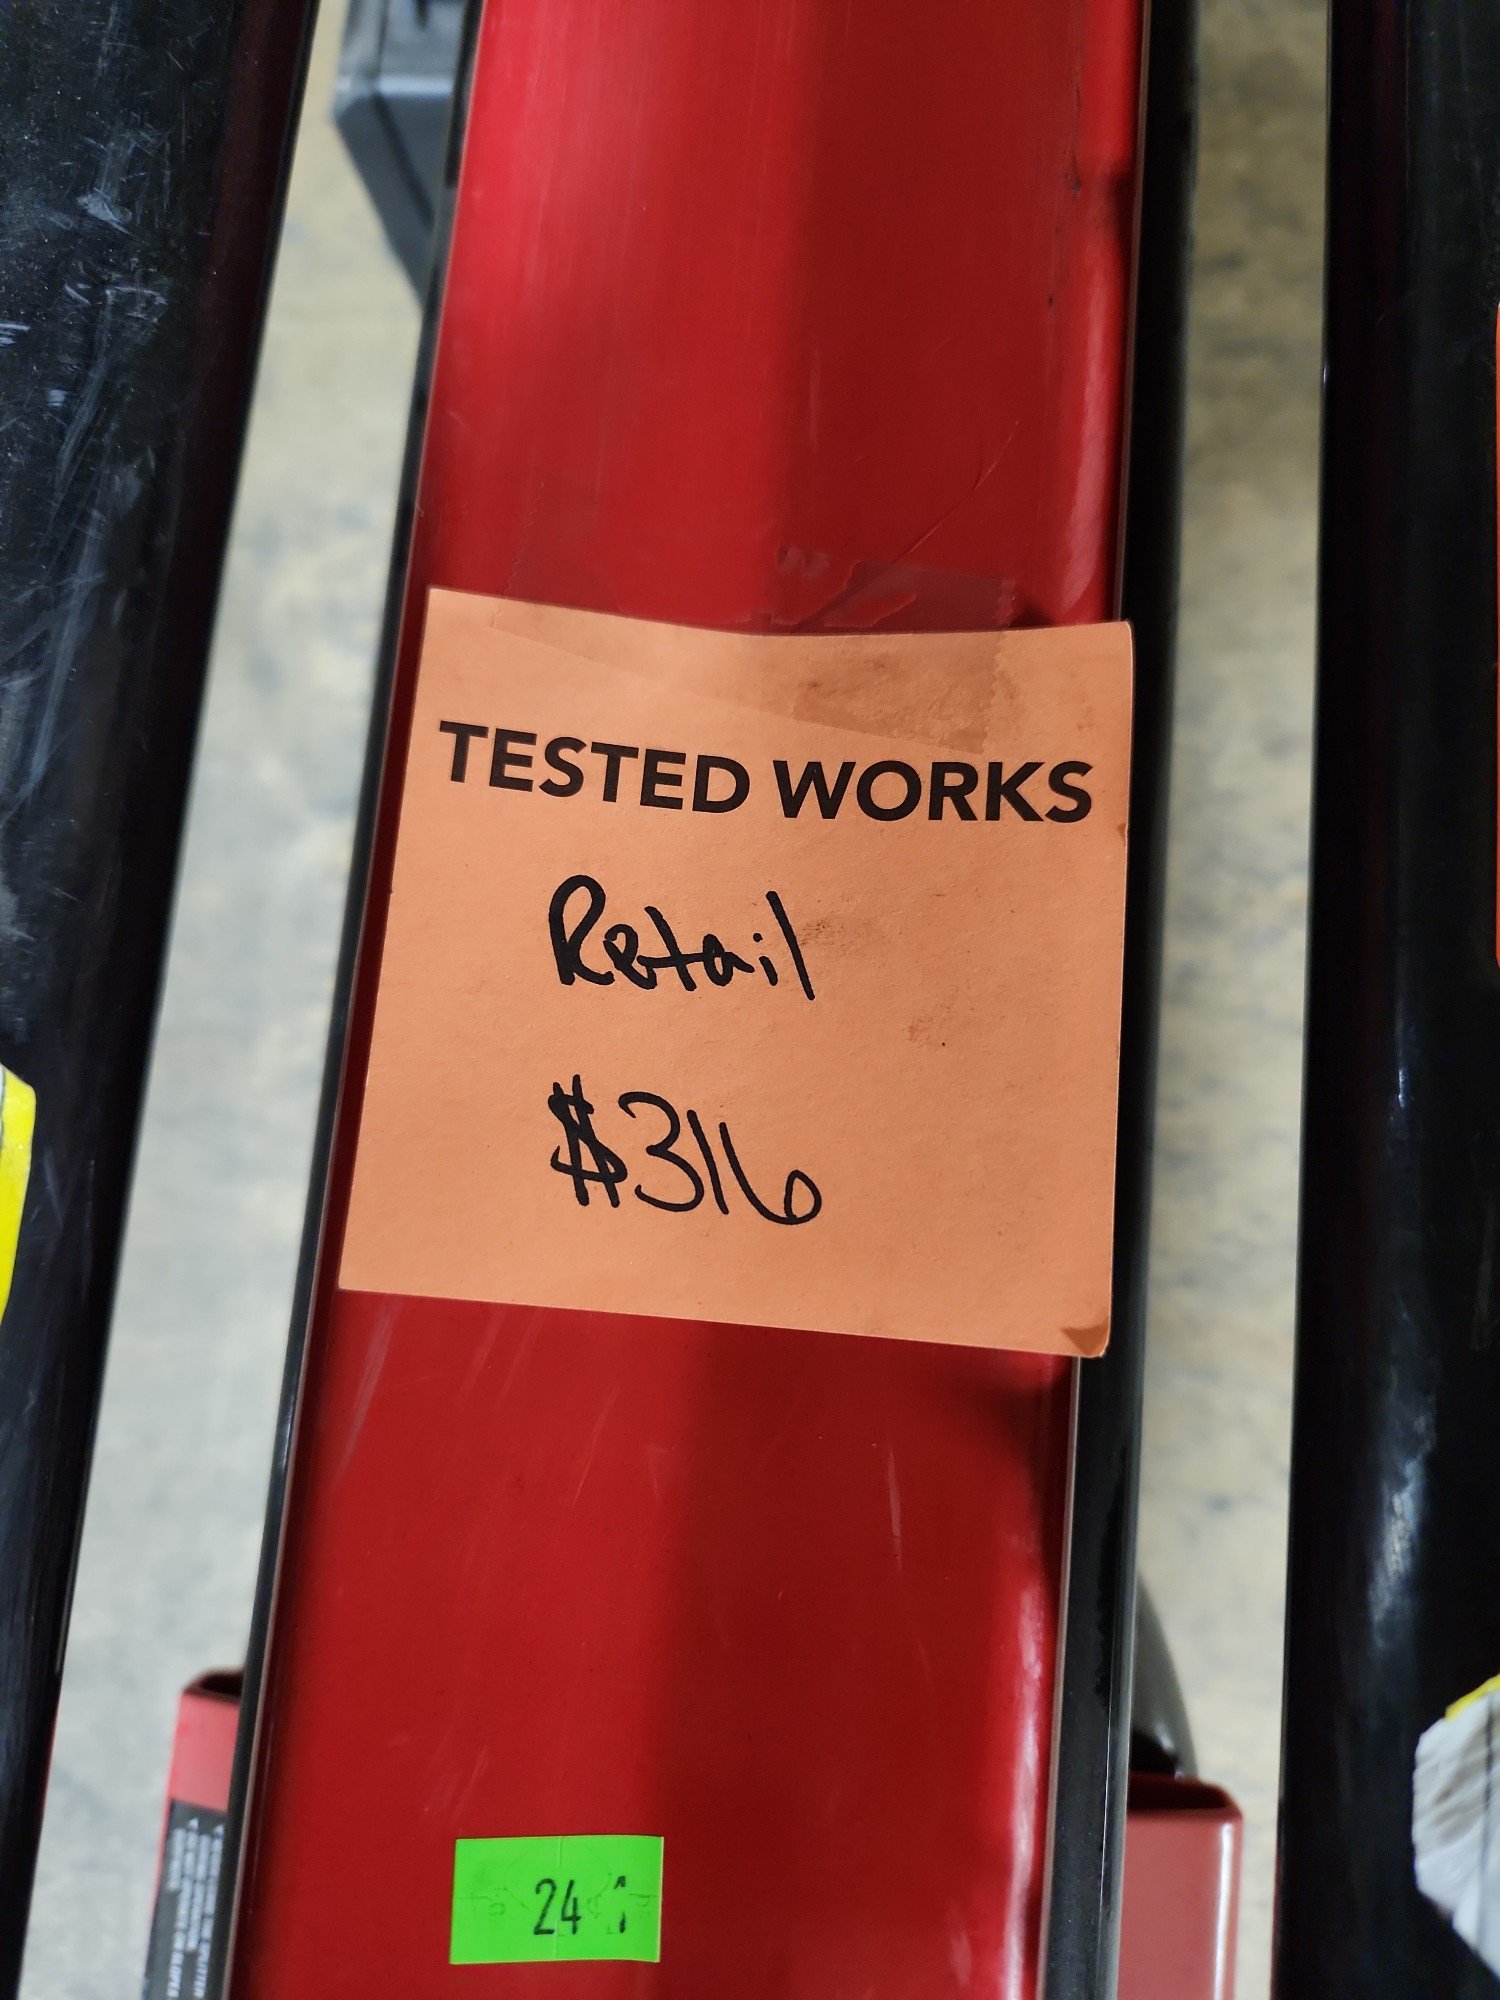 TESTED WORKS
Retail
$316
24